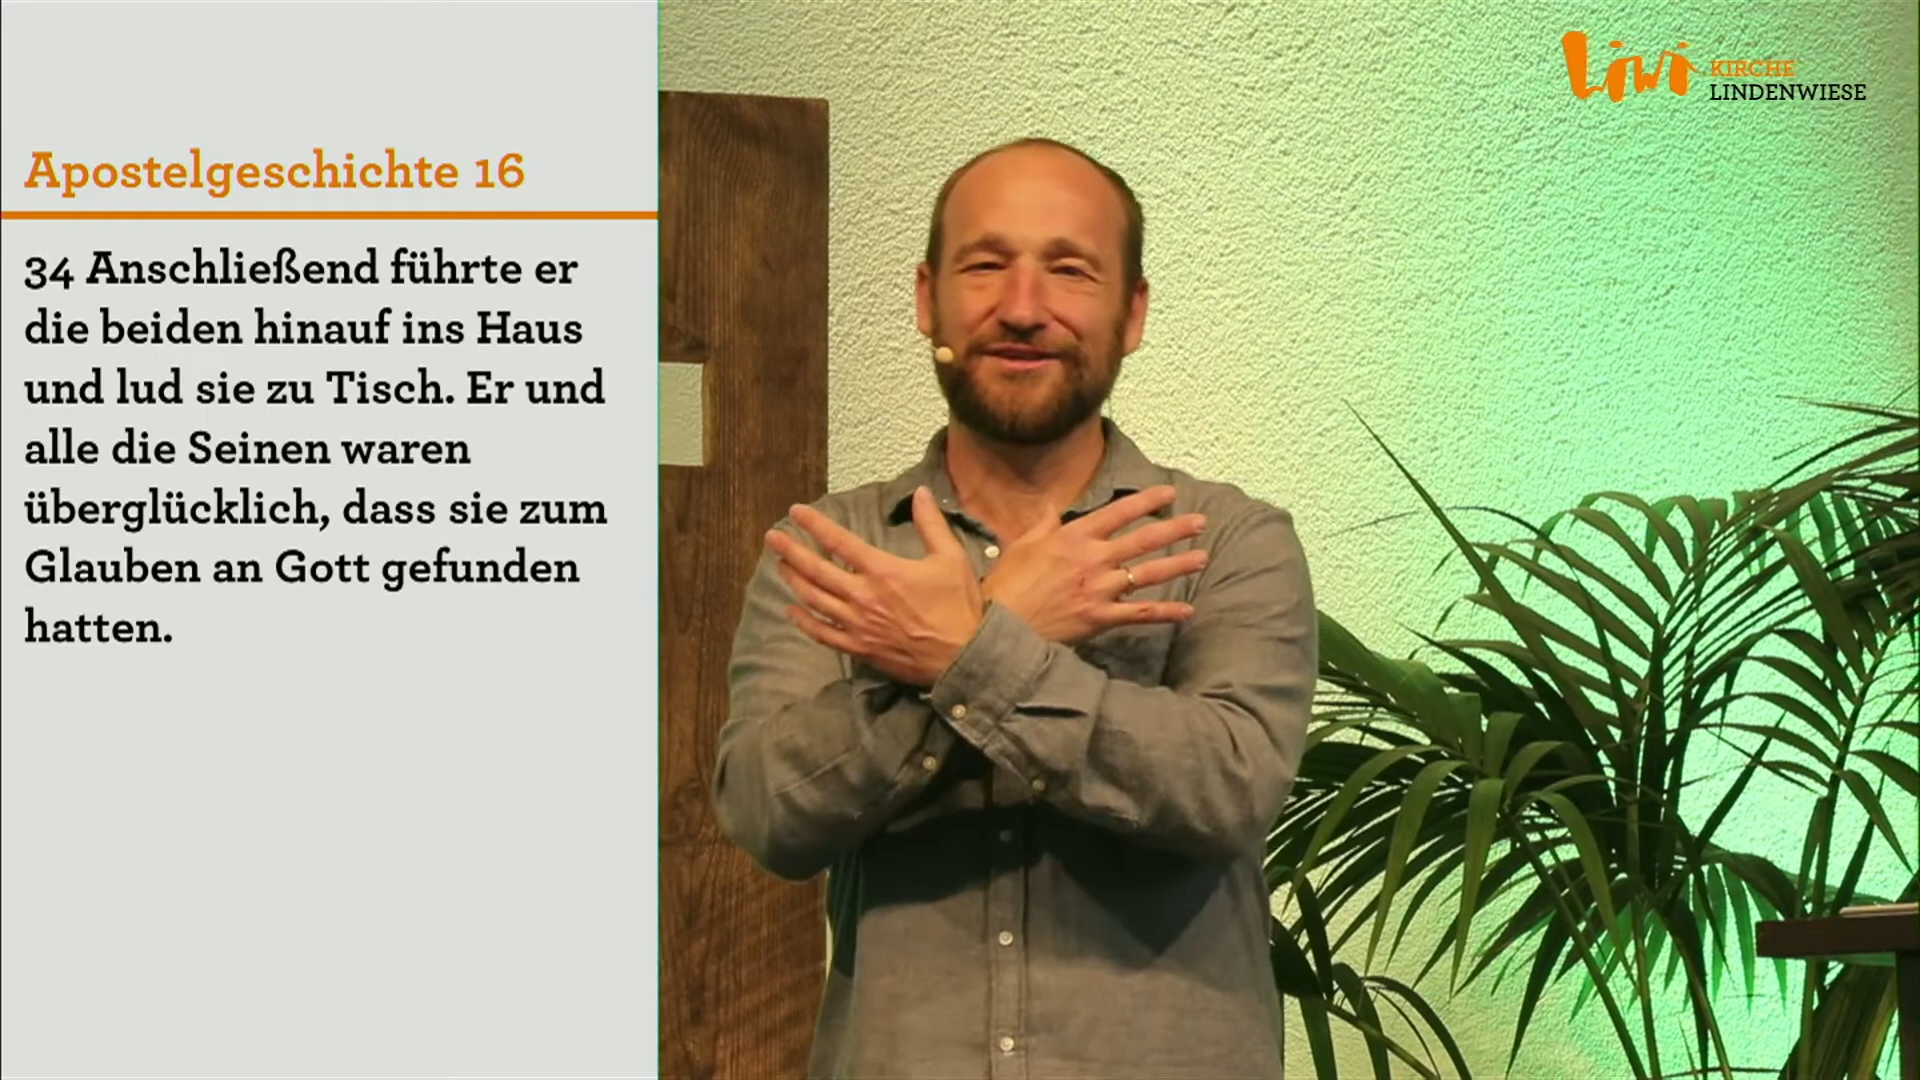 Liwi KIRCHE
LINDENWIESE
Apostelgeschichte 16
34 Anschließend führte er
die beiden hinauf ins Haus
und lud sie zu Tisch. Er und
alle die Seinen waren
überglücklich, dass sie zum
Glauben an Gott gefunden
hatten.